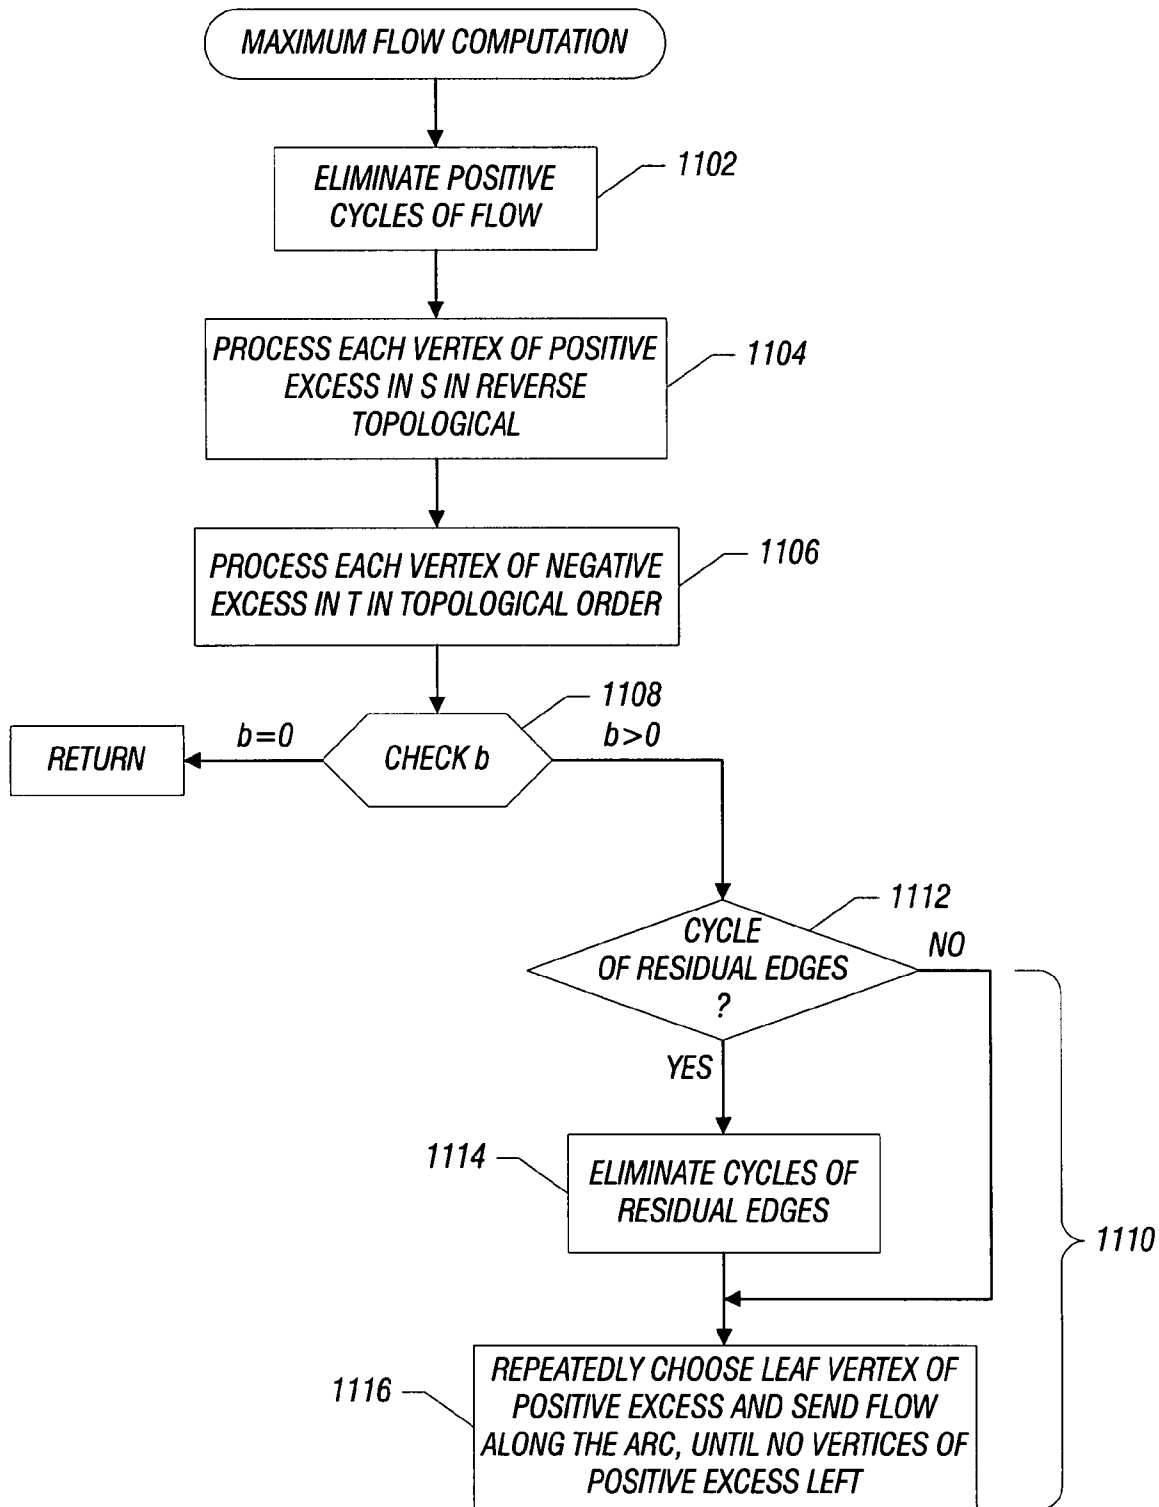 MAXIMUM FLOW COMPUTATION
ELIMINATE POSITIVE
CYCLES OF FLOW
1102
PROCESS EACH VERTEX OF POSITIVE
EXCESS IN S IN REVERSE
TOPOLOGICAL
1104
PROCESS EACH VERTEX OF NEGATIVE
EXCESS IN T IN TOPOLOGICAL ORDER
1106
1108
b=0
b>0
RETURN
CHECK b
1112
CYCLE
OF RESIDUAL EDGES
?
NO
YES
1114
ELIMINATE CYCLES OF
RESIDUAL EDGES
1110
1116
REPEATEDLY CHOOSE LEAF VERTEX OF
POSITIVE EXCESS AND SEND FLOW
ALONG THE ARC, UNTIL NO VERTICES OF
POSITIVE EXCESS LEFT